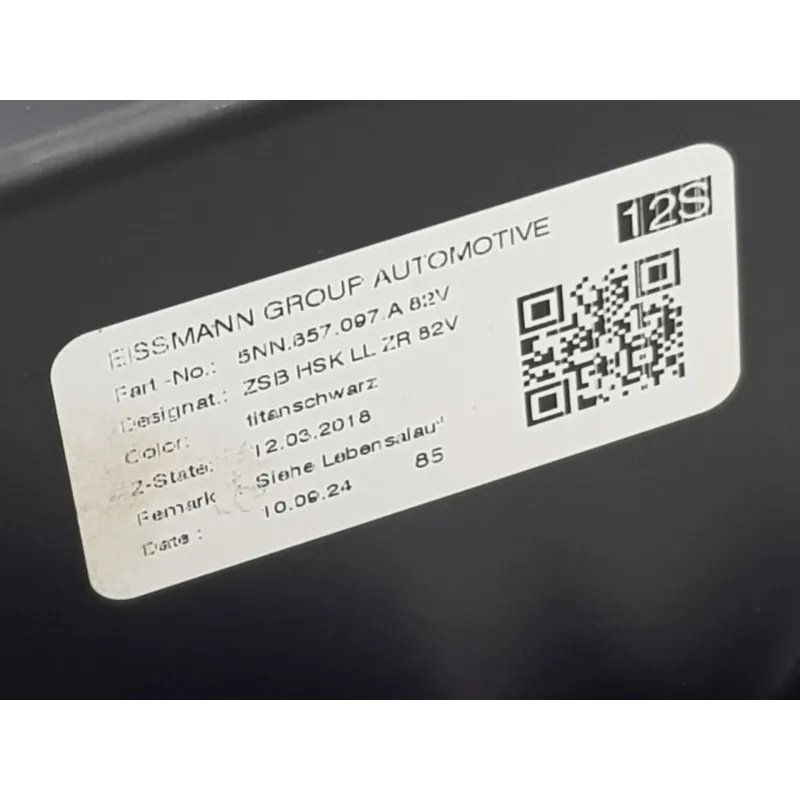 12S
EISSMANN GROUP AUTOMOTIVE
Part.-No.: 5NN.857.097.A 82V
Designat.: ZSB HSK LL ZR 82V
Color: titanschwarz
Z-State: 12.03.2018
Remark : Siehe Lebenslauf
Date : 10.09.24 85